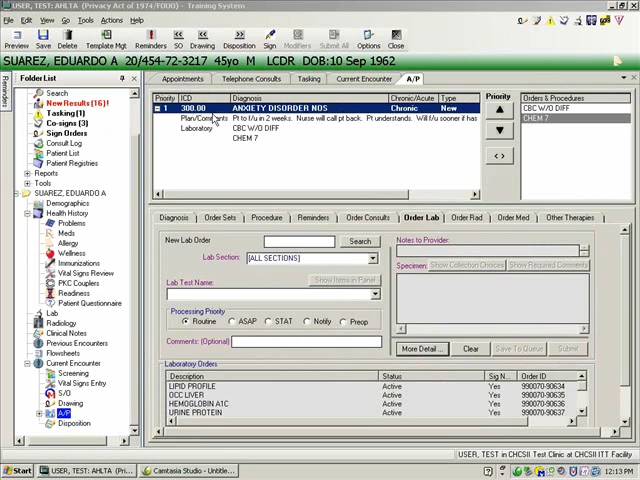 USER, TEST: AHLTA (Privacy Act of 1974/FOUO) - Training System
File Edit View Go Tools Actions Help
Preview Save Delete Template Mgt Reminders SO Drawing Disposition Sign Modifiers Submit All Options Close
SUAREZ, EDUARDO A 20/454-72-3217 45yo M LCDR DOB:10 Sep 1962
Reminders
Folder List
Search
New Results (16)!
Tasking (1)
Co-signs (3)
Sign Orders
Consult Log
Patient List
Patient Registries
Reports
Tools
SUAREZ, EDUARDO A
Demographics
Health History
Problems
Meds
Allergy
Wellness
Immunizations
Vital Signs Review
PKC Couplers
Readiness
Patient Questionnaire
Lab
Radiology
Clinical Notes
Previous Encounters
Flowsheets
Current Encounter
Screening
Vital Signs Entry
S/O
Drawing
A/P
Disposition
Appointments Telephone Consults Tasking Current Encounter A/P
Priority ICD Diagnosis Chronic/Acute Type
1 300.00 ANXIETY DISORDER NOS Chronic New
Plan/Comments Pt to f/u in 2 weeks. Nurse will call pt back. Pt understands. Will f/u sooner if has
Laboratory CBC W/O DIFF
CHEM 7
Priority
< >
Orders & Procedures
CBC W/O DIFF
CHEM 7
Diagnosis Order Sets Procedure Reminders Order Consults Order Lab Order Rad Order Med Other Therapies
New Lab Order Search
Lab Section: [ALL SECTIONS]
Show Items in Panel
Lab Test Name:
Processing Priority
Routine ASAP STAT Notify Preop
Comments: (Optional)
Notes to Provider:
Specimen: Show Collection Choices Show Required Comments
More Detail ... Clear Save To Queue Submit
Laboratory Orders
Description Status Sig N... Order ID
LIPID PROFILE Active Yes 990070-90634
OCC LIVER Active Yes 990070-90635
HEMOGLOBIN A1C Active Yes 990070-90636
URINE PROTEIN Active Yes 990070-90637
USER, TEST in CHCSII Test Clinic at CHCSII ITT Facility
Start USER, TEST: AHLTA (Pri... Camtasia Studio - Untitle... 12:13 PM